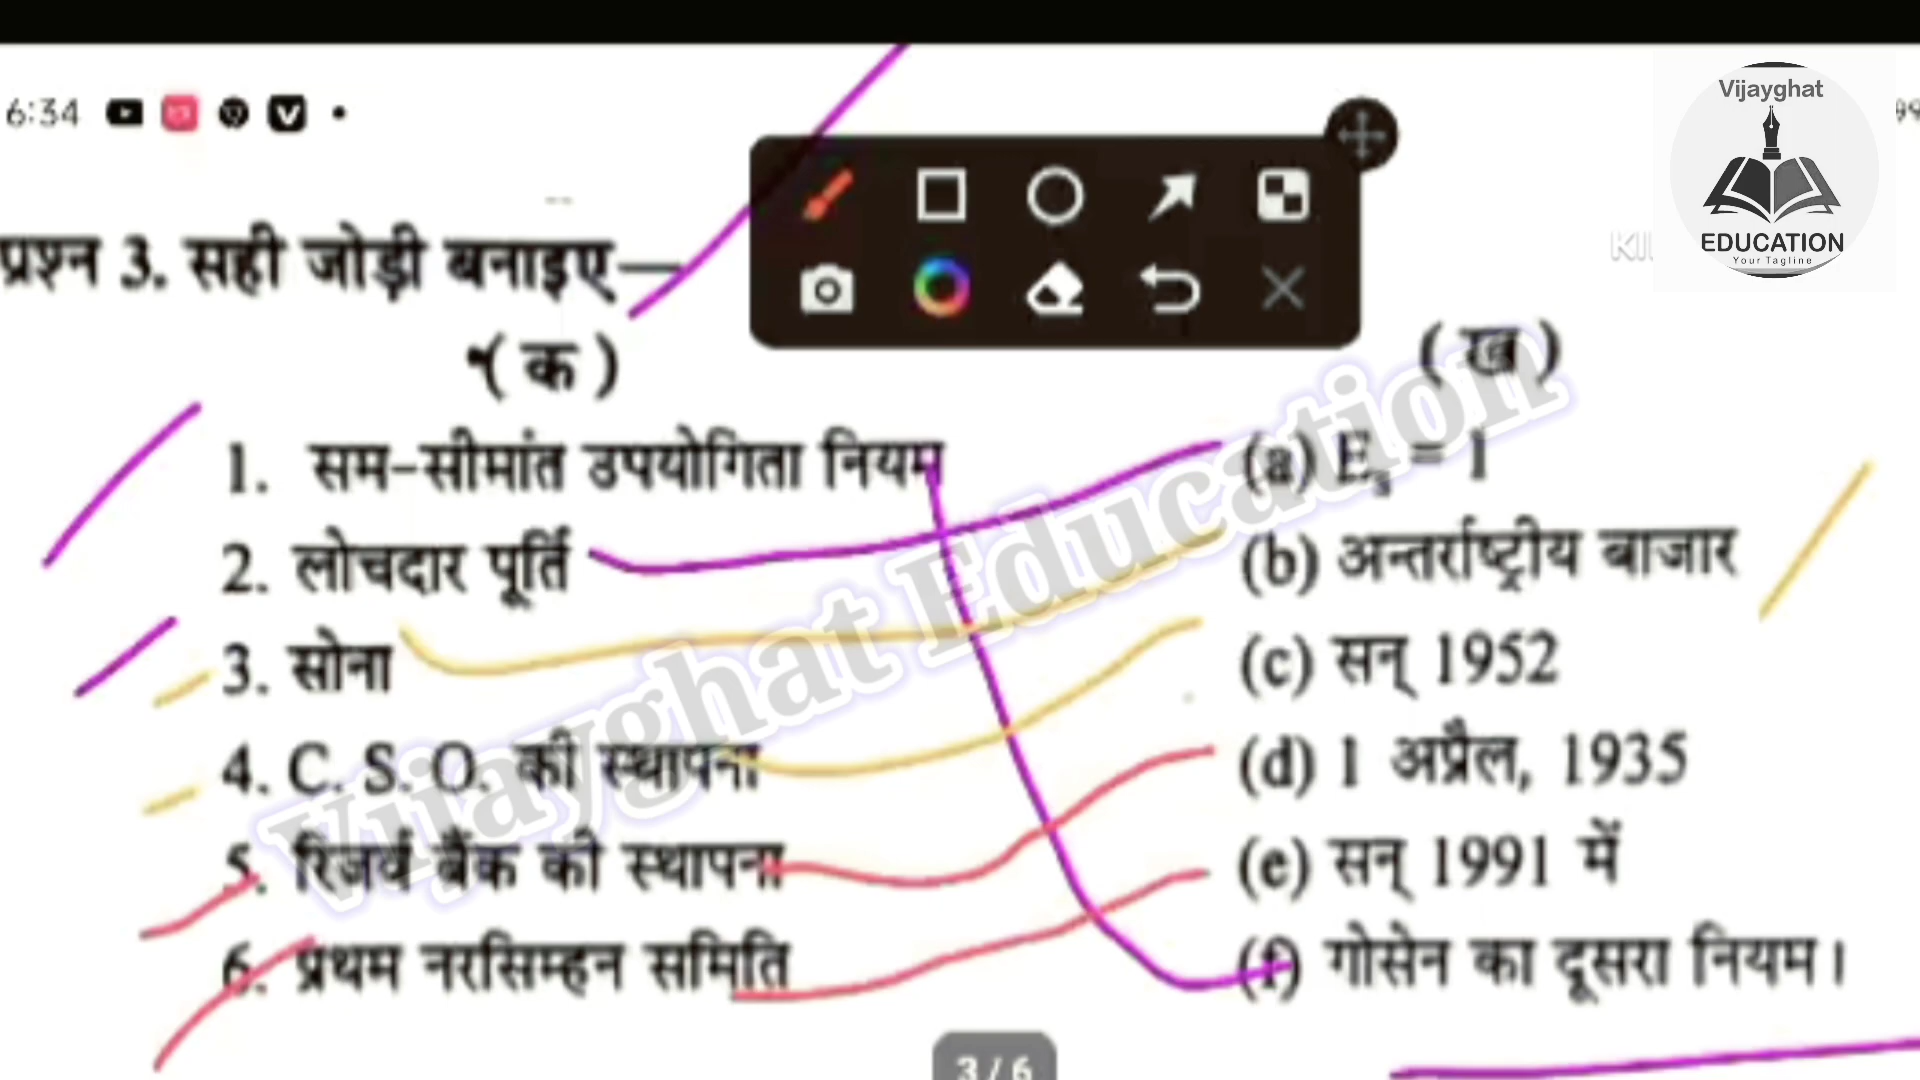 6:34
Vijayghat
EDUCATION
Your Tagline
प्रश्न 3. सही जोड़ी बनाइए—
( क )
( ख )
1. सम-सीमांत उपयोगिता नियम
(a) Es = 1
2. लोचदार पूर्ति
(b) अन्तर्राष्ट्रीय बाजार
3. सोना
(c) सन् 1952
4. C. S. O. की स्थापना
(d) 1 अप्रैल, 1935
5. रिजर्व बैंक की स्थापना
(e) सन् 1991 में
6. प्रथम नरसिम्हन समिति
(f) गोसेन का दूसरा नियम।
Vijayghat Education
3 / 6